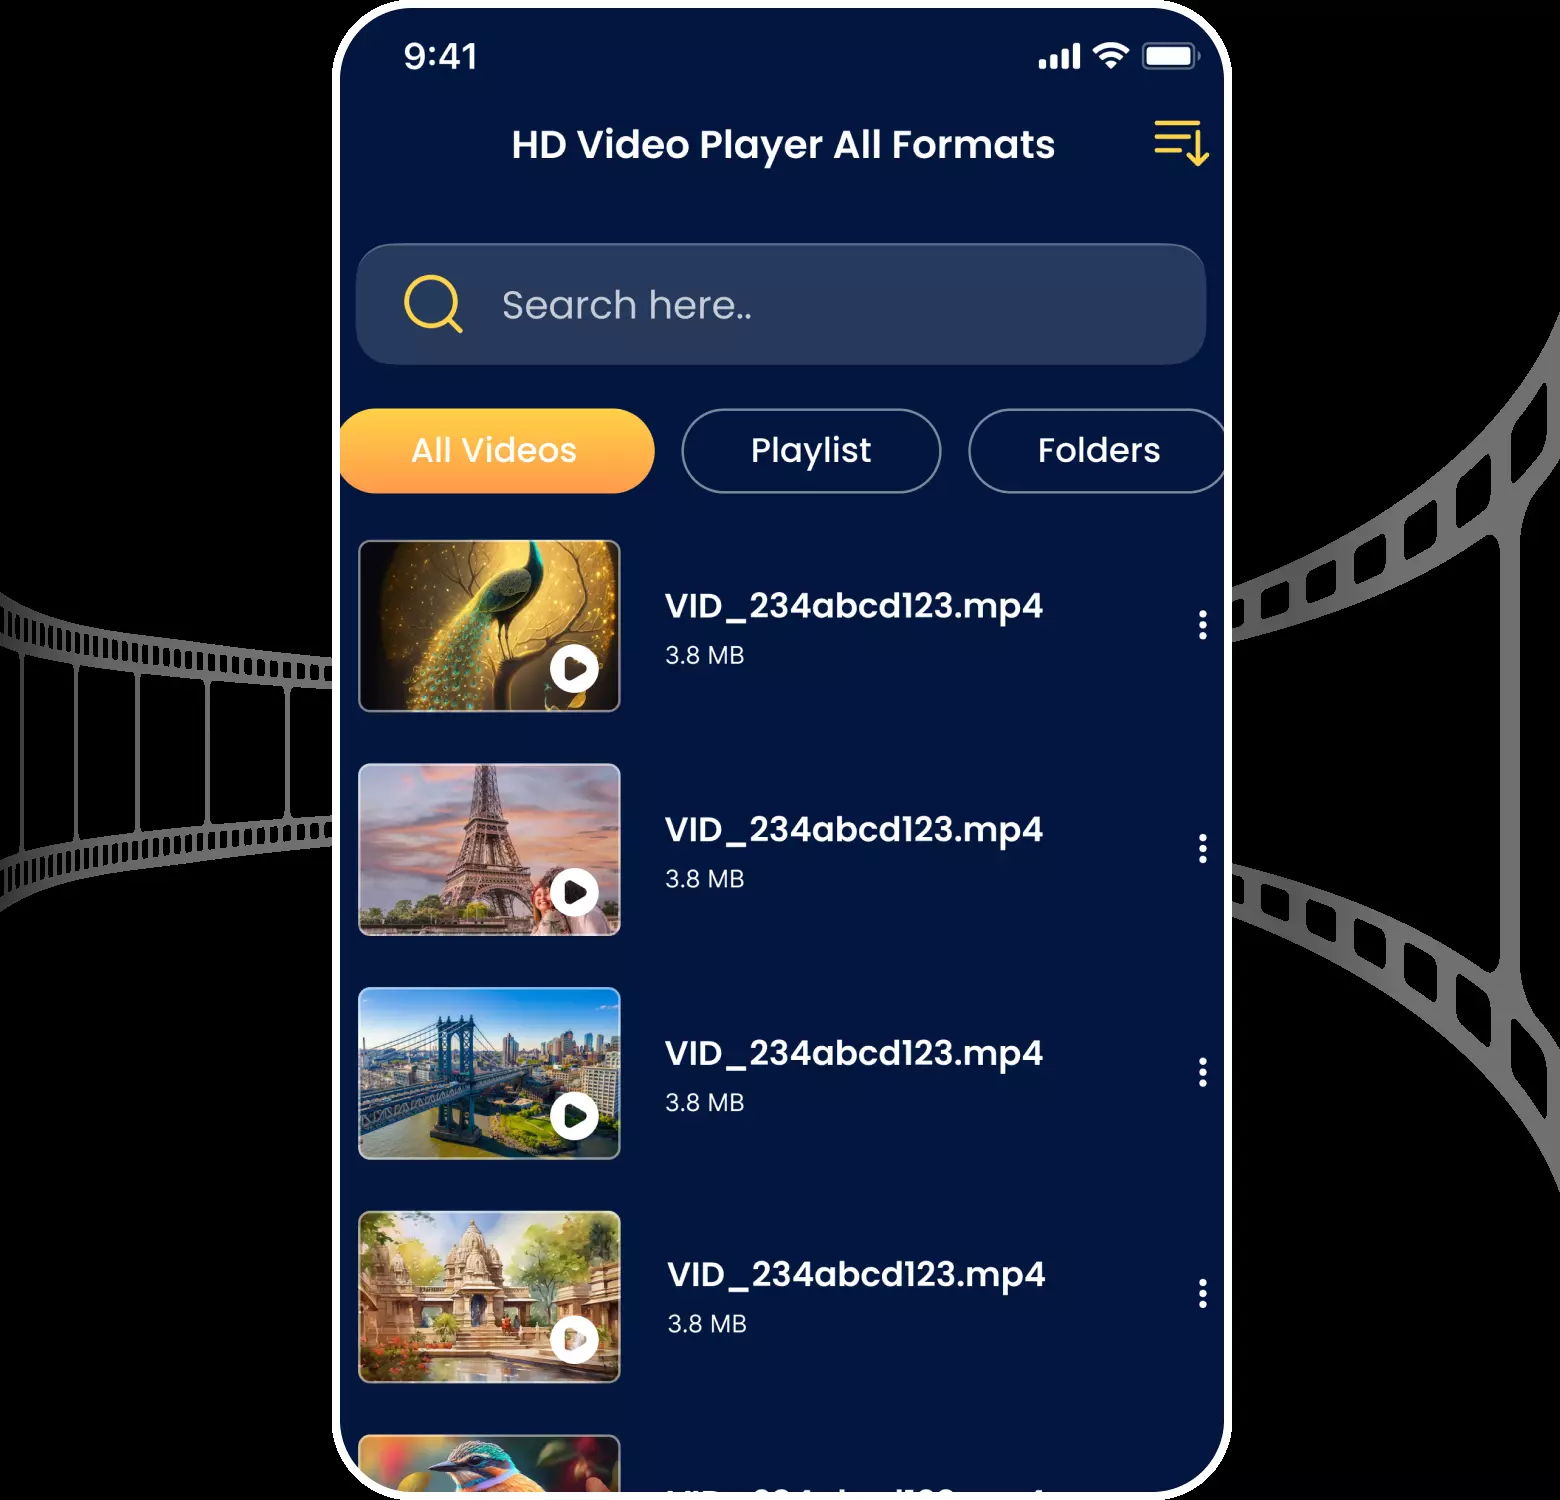 9:41
HD Video Player All Formats
Search here..
All Videos
Playlist
Folders
VID_234abcd123.mp4
3.8 MB
VID_234abcd123.mp4
3.8 MB
VID_234abcd123.mp4
3.8 MB
VID_234abcd123.mp4
3.8 MB